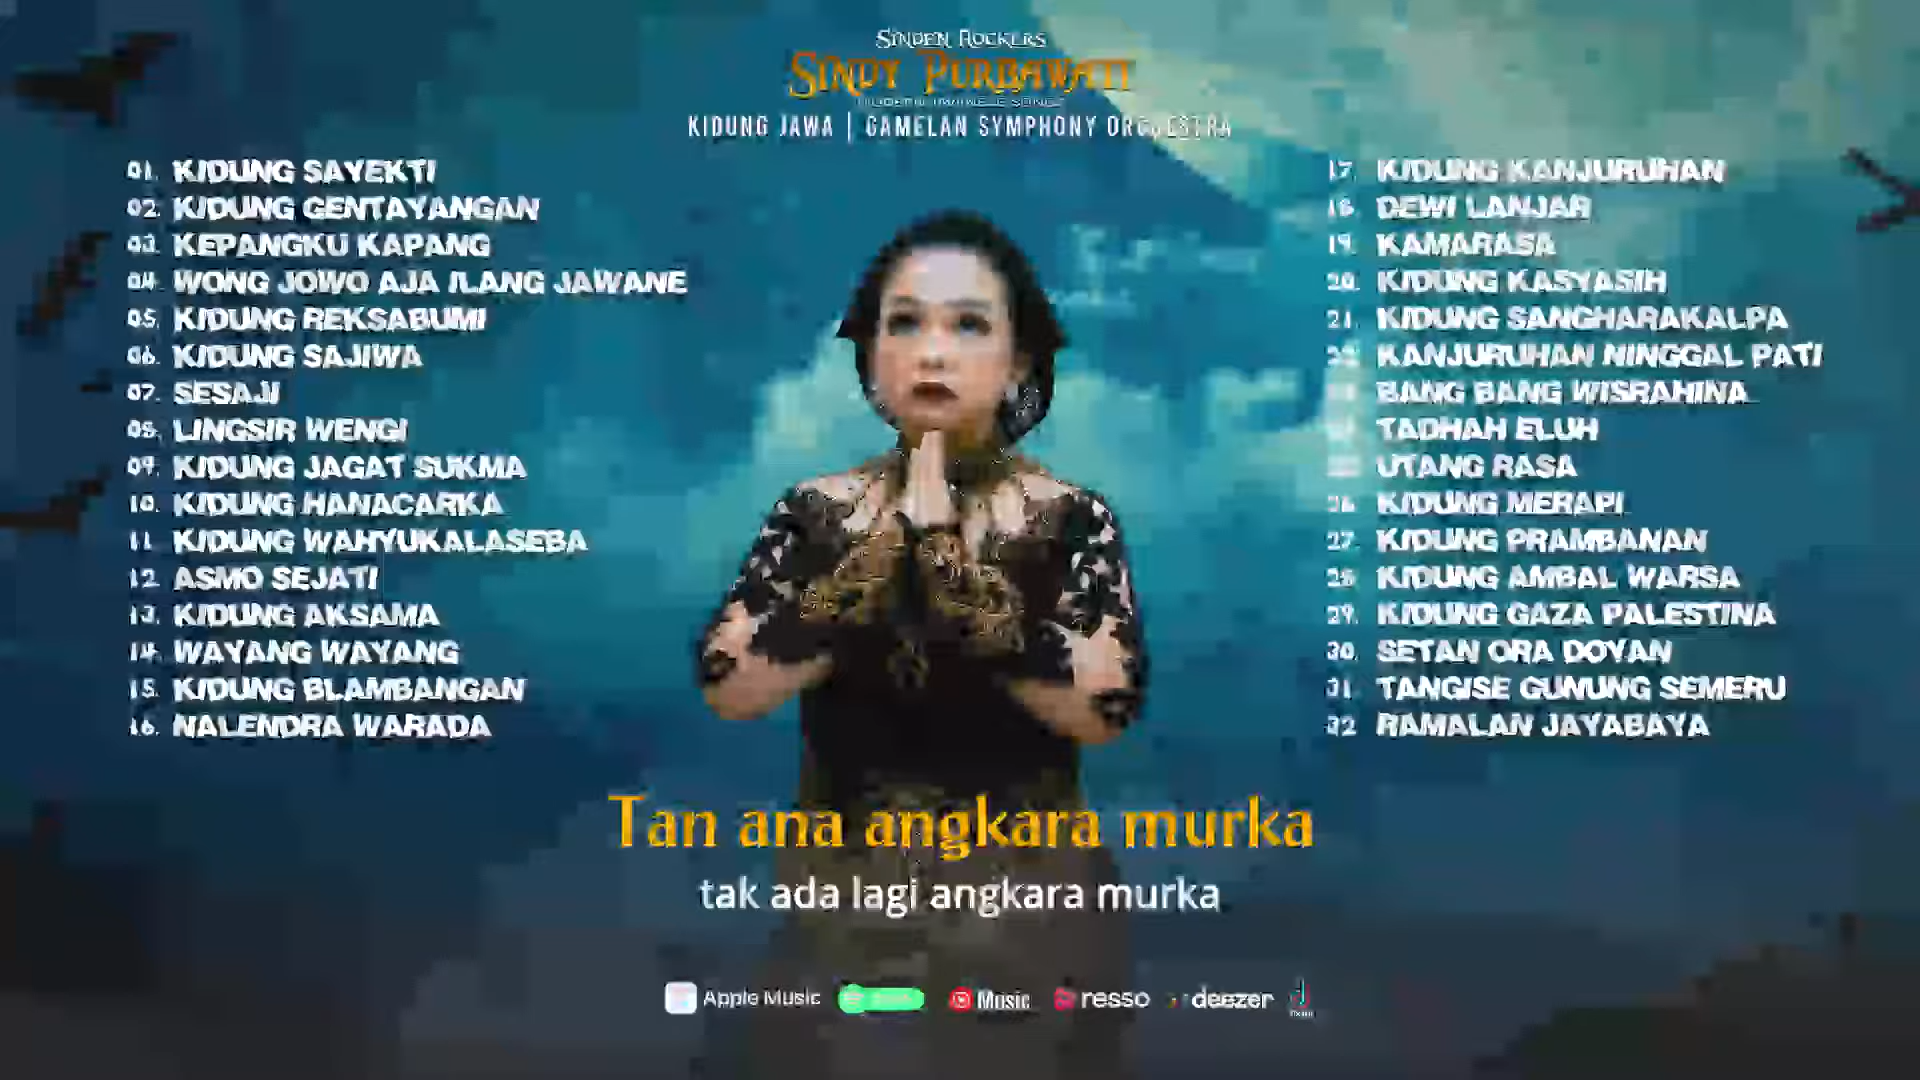 SINDEN ROCKERS
SINDY PURBAWATI
KIDUNG JAWA | GAMELAN SYMPHONY ORCHESTRA
01. KIDUNG SAYEKTI
02. KIDUNG GENTAYANGAN
03. KEPANGKU KAPANG
04. WONG JOWO AJA ILANG JAWANE
05. KIDUNG REKSABUMI
06. KIDUNG SAJIWA
07. SESAJI
08. LINGSIR WENGI
09. KIDUNG JAGAT SUKMA
10. KIDUNG HANACARKA
11. KIDUNG WAHYUKALASEBA
12. ASMO SEJATI
13. KIDUNG AKSAMA
14. WAYANG WAYANG
15. KIDUNG BLAMBANGAN
16. NALENDRA WARADA
17. KIDUNG KANJURUHAN
18. DEWI LANJAR
19. KAMARASA
20. KIDUNG KASYASIH
21. KIDUNG SANGHARAKALPA
22. KANJURUHAN NINGGAL PATI
BANG BANG WISRAHINA
TADHAH ELUH
UTANG RASA
26. KIDUNG MERAPI
27. KIDUNG PRAMBANAN
28. KIDUNG AMBAL WARSA
29. KIDUNG GAZA PALESTINA
30. SETAN ORA DOYAN
31. TANGISE GUNUNG SEMERU
32. RAMALAN JAYABAYA
Tan ana angkara murka
tak ada lagi angkara murka
Apple Music
Music
resso
deezer